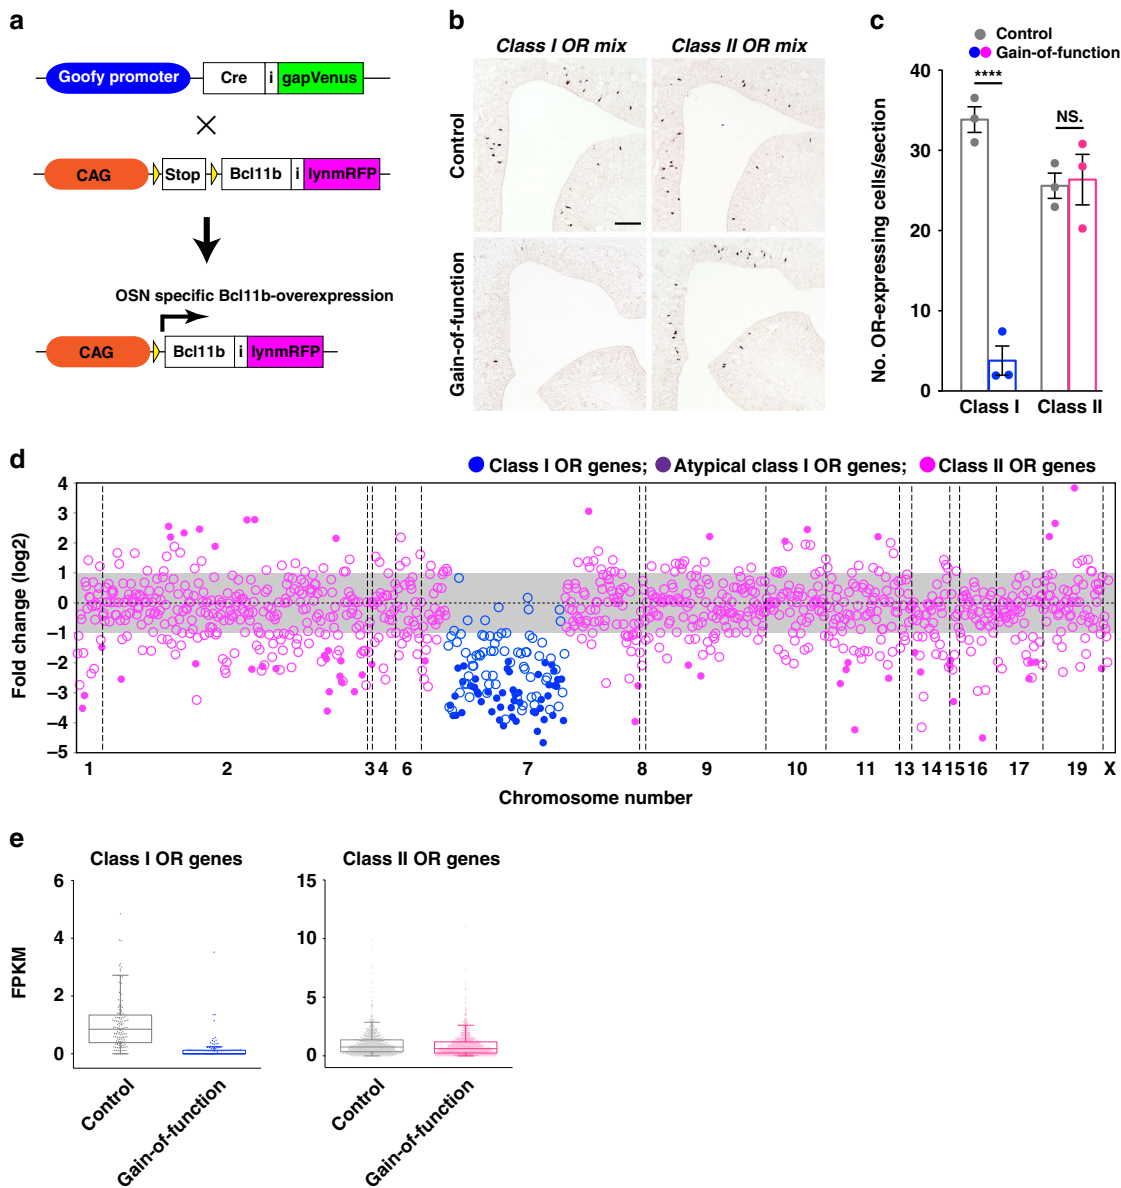 a
Goofy promoter
Cre
i
gapVenus
CAG
Stop
Bcl11b
i
lynmRFP
OSN specific Bcl11b-overexpression
CAG
Bcl11b
i
lynmRFP
b
Class I OR mix
Class II OR mix
Control
Gain-of-function
c
Control
Gain-of-function
No. OR-expressing cells/section
40
30
20
10
0
****
NS.
Class I
Class II
d
Class I OR genes;
Atypical class I OR genes;
Class II OR genes
Fold change (log2)
4
3
2
1
0
−1
−2
−3
−4
−5
1 2 3 4 6 7 8 9 10 11 13 14 15 16 17 19 X
Chromosome number
e
Class I OR genes
FPKM
6
4
2
0
Control
Gain-of-function
Class II OR genes
15
10
5
0
Control
Gain-of-function